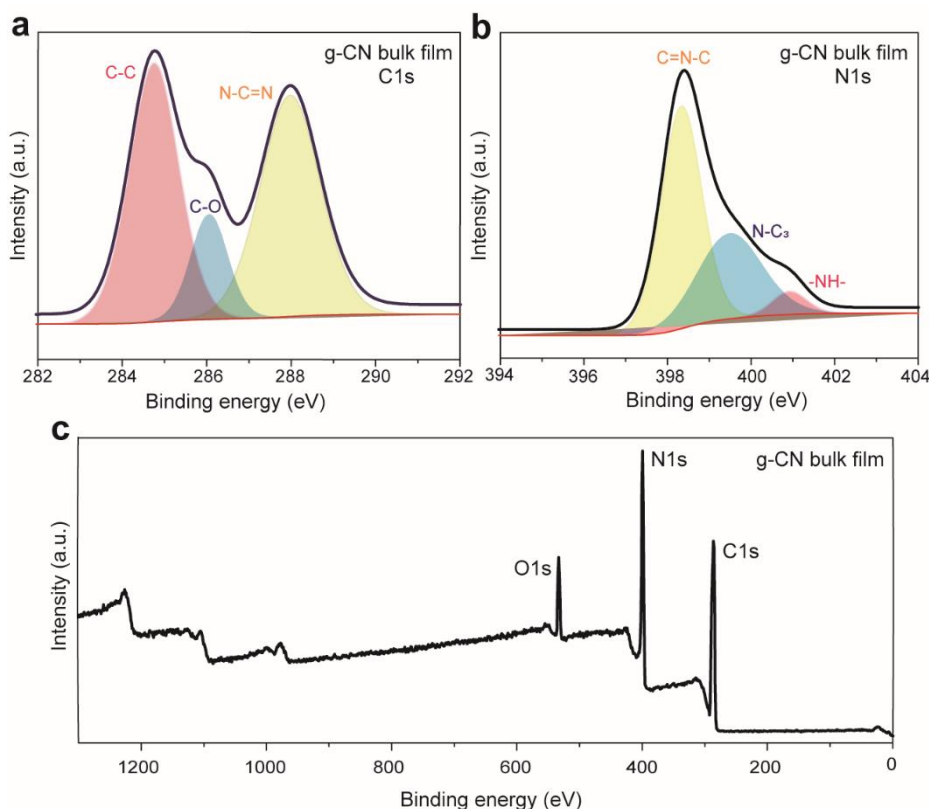 a
g-CN bulk film
C1s
C-C
N-C=N
C-O
Intensity (a.u.)
282 284 286 288 290 292
Binding energy (eV)
b
C=N-C
g-CN bulk film
N1s
N-C₃
-NH-
Intensity (a.u.)
394 396 398 400 402 404
Binding energy (eV)
c
N1s
g-CN bulk film
C1s
O1s
Intensity (a.u.)
1200 1000 800 600 400 200 0
Binding energy (eV)